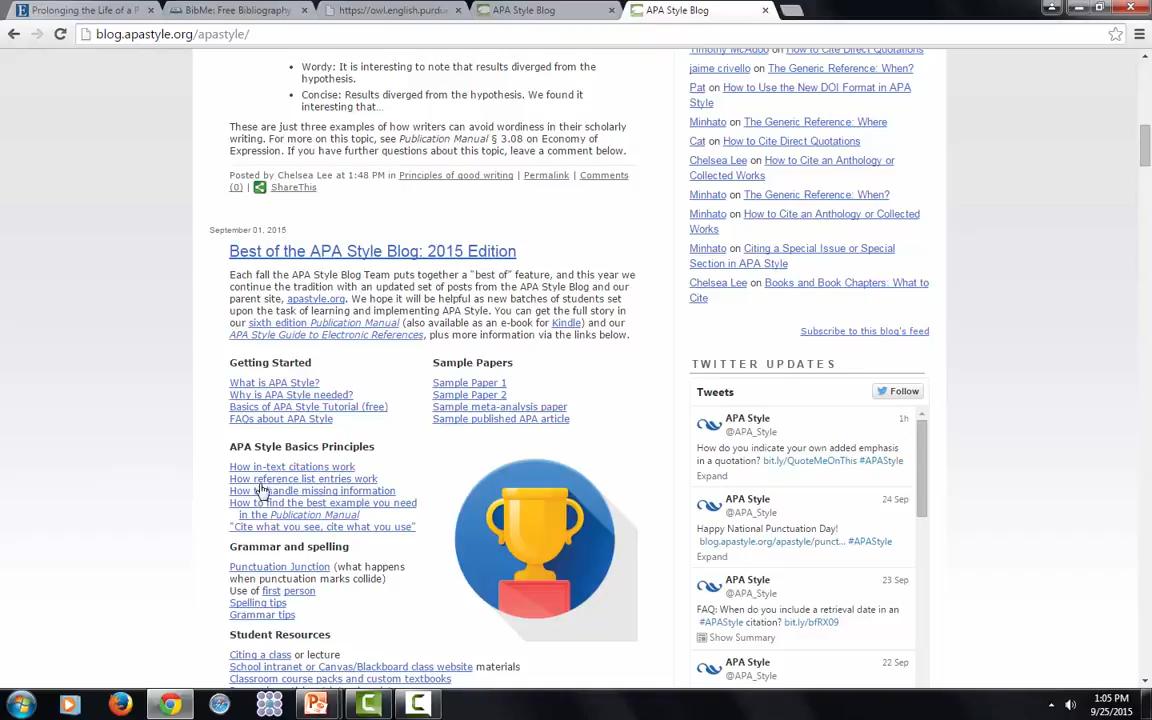 Prolonging the Life of a P
BibMe: Free Bibliography
https://owl.english.purdu
APA Style Blog
APA Style Blog
blog.apastyle.org/apastyle/
• Wordy: It is interesting to note that results diverged from the
hypothesis.
• Concise: Results diverged from the hypothesis. We found it
interesting that...
These are just three examples of how writers can avoid wordiness in their scholarly
writing. For more on this topic, see Publication Manual § 3.08 on Economy of
Expression. If you have further questions about this topic, leave a comment below.
Posted by Chelsea Lee at 1:48 PM in Principles of good writing | Permalink | Comments
(0) | ShareThis
September 01, 2015
Best of the APA Style Blog: 2015 Edition
Each fall the APA Style Blog Team puts together a "best of" feature, and this year we
continue the tradition with an updated set of posts from the APA Style Blog and our
parent site, apastyle.org. We hope it will be helpful as new batches of students set
upon the task of learning and implementing APA Style. You can get the full story in
our sixth edition Publication Manual (also available as an e-book for Kindle) and our
APA Style Guide to Electronic References, plus more information via the links below.
Getting Started
What is APA Style?
Why is APA Style needed?
Basics of APA Style Tutorial (free)
FAQs about APA Style
Sample Papers
Sample Paper 1
Sample Paper 2
Sample meta-analysis paper
Sample published APA article
APA Style Basics Principles
How in-text citations work
How reference list entries work
How to handle missing information
How to find the best example you need
in the Publication Manual
"Cite what you see, cite what you use"
Grammar and spelling
Punctuation Junction (what happens
when punctuation marks collide)
Use of first person
Spelling tips
Grammar tips
Student Resources
Citing a class or lecture
School intranet or Canvas/Blackboard class website materials
Classroom course packs and custom textbooks
Timothy McAdoo on How to Cite Direct Quotations
jaime crivello on The Generic Reference: When?
Pat on How to Use the New DOI Format in APA
Style
Minhato on The Generic Reference: Where
Cat on How to Cite Direct Quotations
Chelsea Lee on How to Cite an Anthology or
Collected Works
Minhato on The Generic Reference: When?
Minhato on How to Cite an Anthology or Collected
Works
Minhato on Citing a Special Issue or Special
Section in APA Style
Chelsea Lee on Books and Book Chapters: What to
Cite
Subscribe to this blog's feed
TWITTER UPDATES
Tweets
Follow
APA Style 1h
@APA_Style
How do you indicate your own added emphasis
in a quotation? bit.ly/QuoteMeOnThis #APAStyle
Expand
APA Style 24 Sep
@APA_Style
Happy National Punctuation Day!
blog.apastyle.org/apastyle/punct... #APAStyle
Expand
APA Style 23 Sep
@APA_Style
FAQ: When do you include a retrieval date in an
#APAStyle citation? bit.ly/bfRX09
Show Summary
APA Style 22 Sep
@APA_Style
1:05 PM
9/25/2015